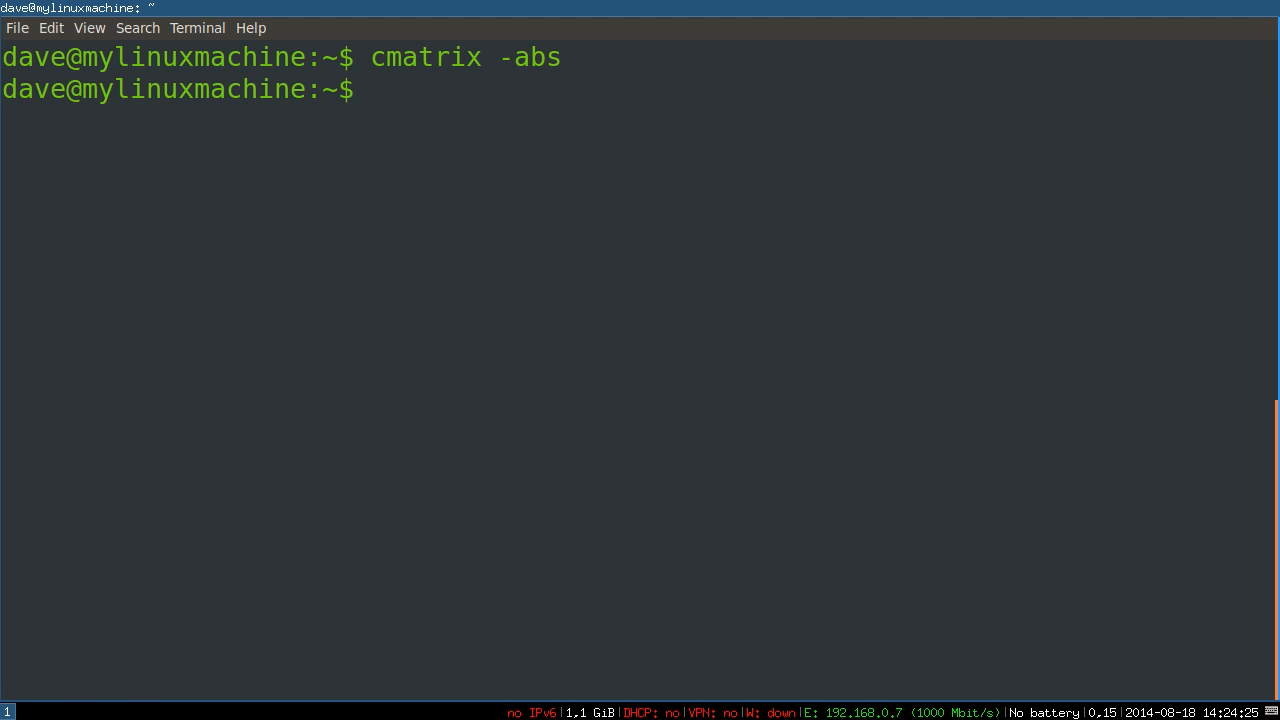 dave@mylinuxmachine: ~
File Edit View Search Terminal Help
dave@mylinuxmachine:~$ cmatrix -abs
dave@mylinuxmachine:~$
1 no IPv6|1,1 GiB|DHCP: no|VPN: no|W: down|E: 192.168.0.7 (1000 Mbit/s)|No battery|0.15|2014-08-18 14:24:25